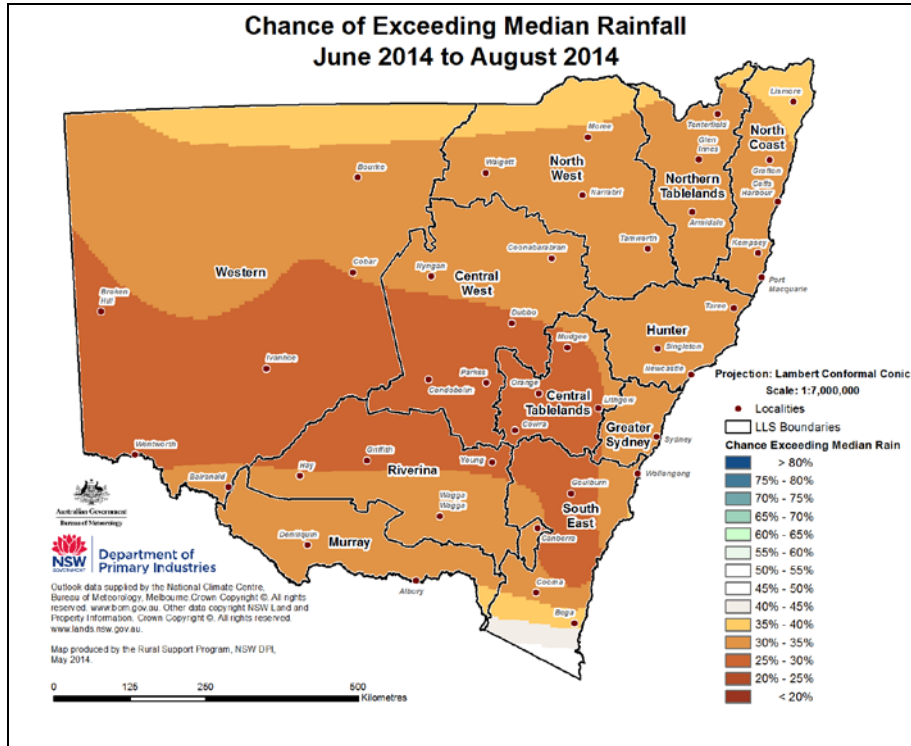 Chance of Exceeding Median Rainfall
June 2014 to August 2014
Lismore
Tenterfield
North
Coast
Moree
Glen
Innes
Walgett
North
West
Northern
Tablelands
Grafton
Bourke
Narrabri
Coffs
Harbour
Armidale
Coonabarabran
Tamworth
Kempsey
Western
Cobar
Nyngan
Central
West
Port
Macquarie
Broken
Hill
Taree
Dubbo
Hunter
Mudgee
Singleton
Ivanhoe
Newcastle
Parkes
Condobolin
Orange
Central
Tablelands
Lithgow
Cowra
Greater
Sydney
Sydney
Wentworth
Griffith
Young
Hay
Riverina
Balranald
Wollongong
Goulburn
Wagga
Wagga
South
East
Canberra
Deniliquin
Murray
Cooma
Albury
Bega
Projection: Lambert Conformal Conic
Scale: 1:7,000,000
Localities
LLS Boundaries
Chance Exceeding Median Rain
> 80%
75% - 80%
70% - 75%
65% - 70%
60% - 65%
55% - 60%
50% - 55%
45% - 50%
40% - 45%
35% - 40%
30% - 35%
25% - 30%
20% - 25%
< 20%
Australian Government
Bureau of Meteorology
NSW
GOVERNMENT
Department of
Primary Industries
Outlook data supplied by the National Climate Centre,
Bureau of Meteorology, Melbourne.Crown Copyright ©. All rights
reserved. www.bom.gov.au. Other data copyright NSW Land and
Property Information. Crown Copyright ©. All rights reserved.
www.lands.nsw.gov.au.
Map produced by the Rural Support Program, NSW DPI,
May 2014.
0 125 250 500
Kilometres